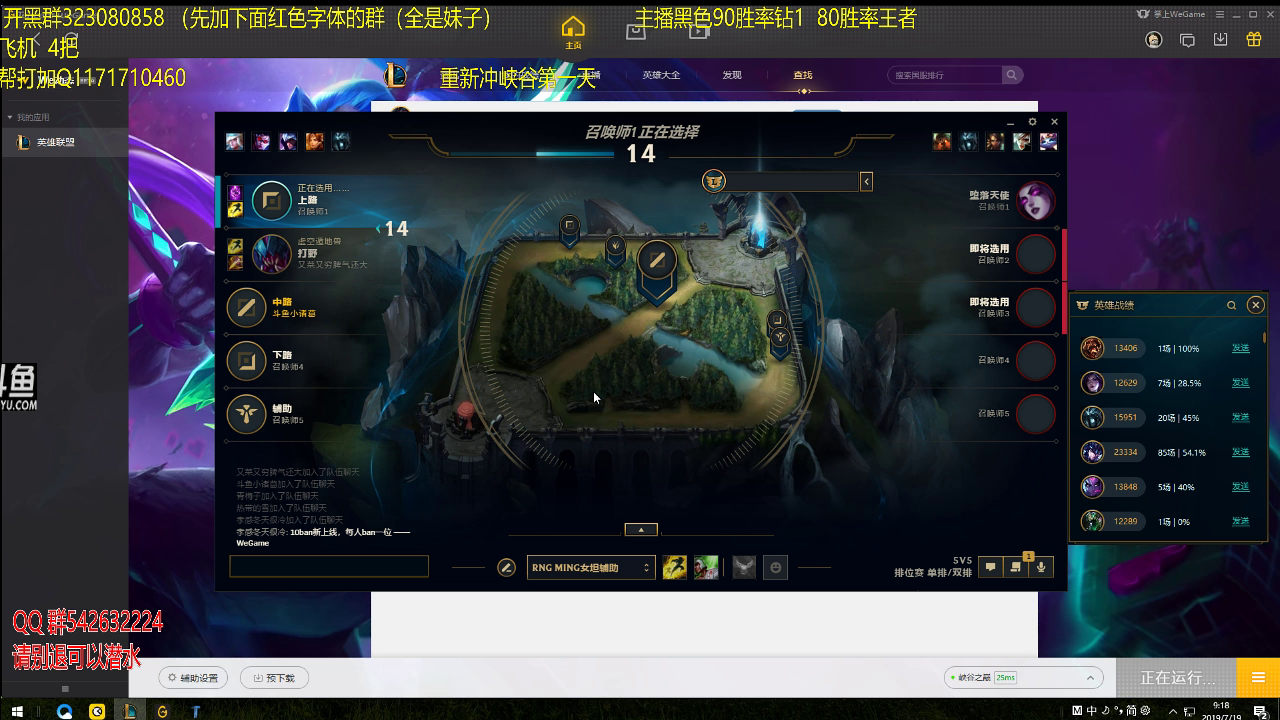 开黑群323080858 （先加下面红色字体的群（全是妹子）
主播黑色90胜率钻1 80胜率王者
掌上WeGame
飞机 4把
主页
帮打加Q1171710460
重新冲峡谷第一天
英雄大全
发现
查找
搜索国服排行
我的应用
英雄联盟
召唤师1正在选择
14
正在选用......
上路
召唤师1
14
虚空遁地兽
打野
又菜又穷脾气还大
中路
斗鱼小诸葛
下路
召唤师4
辅助
召唤师5
堕落天使
召唤师1
即将选用
召唤师2
即将选用
召唤师3
召唤师4
召唤师5
英雄战绩
13406 1场 | 100% 发送
12629 7场 | 28.5% 发送
15951 20场 | 45% 发送
23334 85场 | 54.1% 发送
13848 5场 | 40% 发送
12289 1场 | 0% 发送
斗鱼
YU.COM
又菜又穷脾气还大加入了队伍聊天
斗鱼小诸葛加入了队伍聊天
青梅子加入了队伍聊天
热带的雪加入了队伍聊天
孝感冬天很冷加入了队伍聊天
孝感冬天很冷: 10ban新上线，每人ban一位 ——
WeGame
RNG MING女坦辅助
5V5
排位赛 单排/双排
1
QQ 群542632224
请别退可以潜水
辅助设置
预下载
峡谷之巅 25ms
正在运行...
中
简
9:18
2019/7/19
2